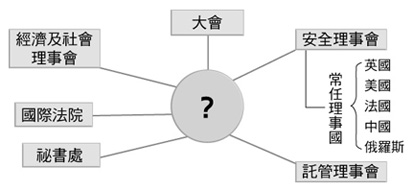 大會
經濟及社會
理事會
安全理事會
常任理事國
英國
美國
法國
中國
俄羅斯
?
國際法院
祕書處
託管理事會